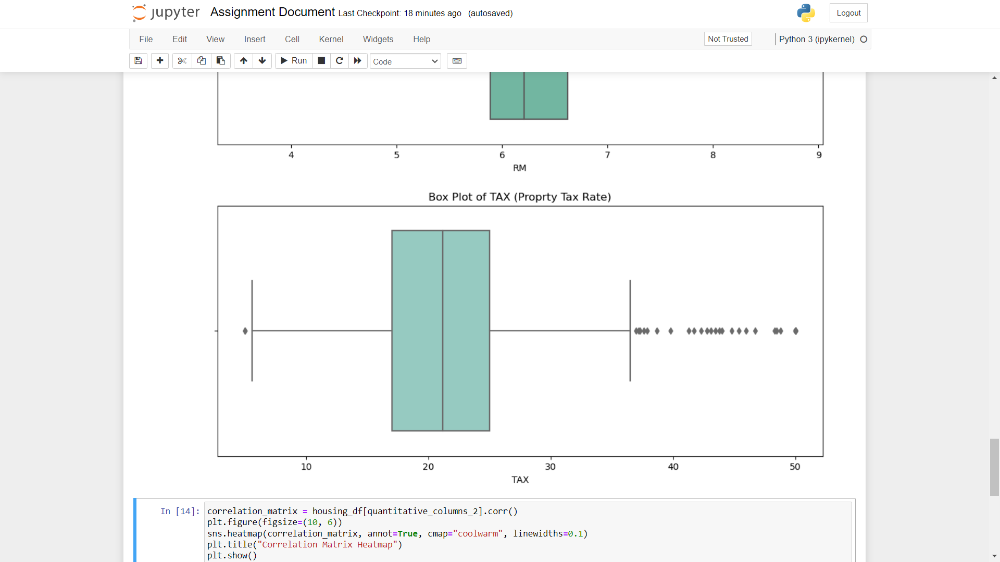 jupyter Assignment Document Last Checkpoint: 18 minutes ago (autosaved) Logout
File Edit View Insert Cell Kernel Widgets Help Not Trusted Python 3 (ipykernel)
Run Code
4 5 6 7 8 9
RM
Box Plot of TAX (Proprty Tax Rate)
10 20 30 40 50
TAX
In [14]: correlation_matrix = housing_df[quantitative_columns_2].corr()
plt.figure(figsize=(10, 6))
sns.heatmap(correlation_matrix, annot=True, cmap="coolwarm", linewidths=0.1)
plt.title("Correlation Matrix Heatmap")
plt.show()